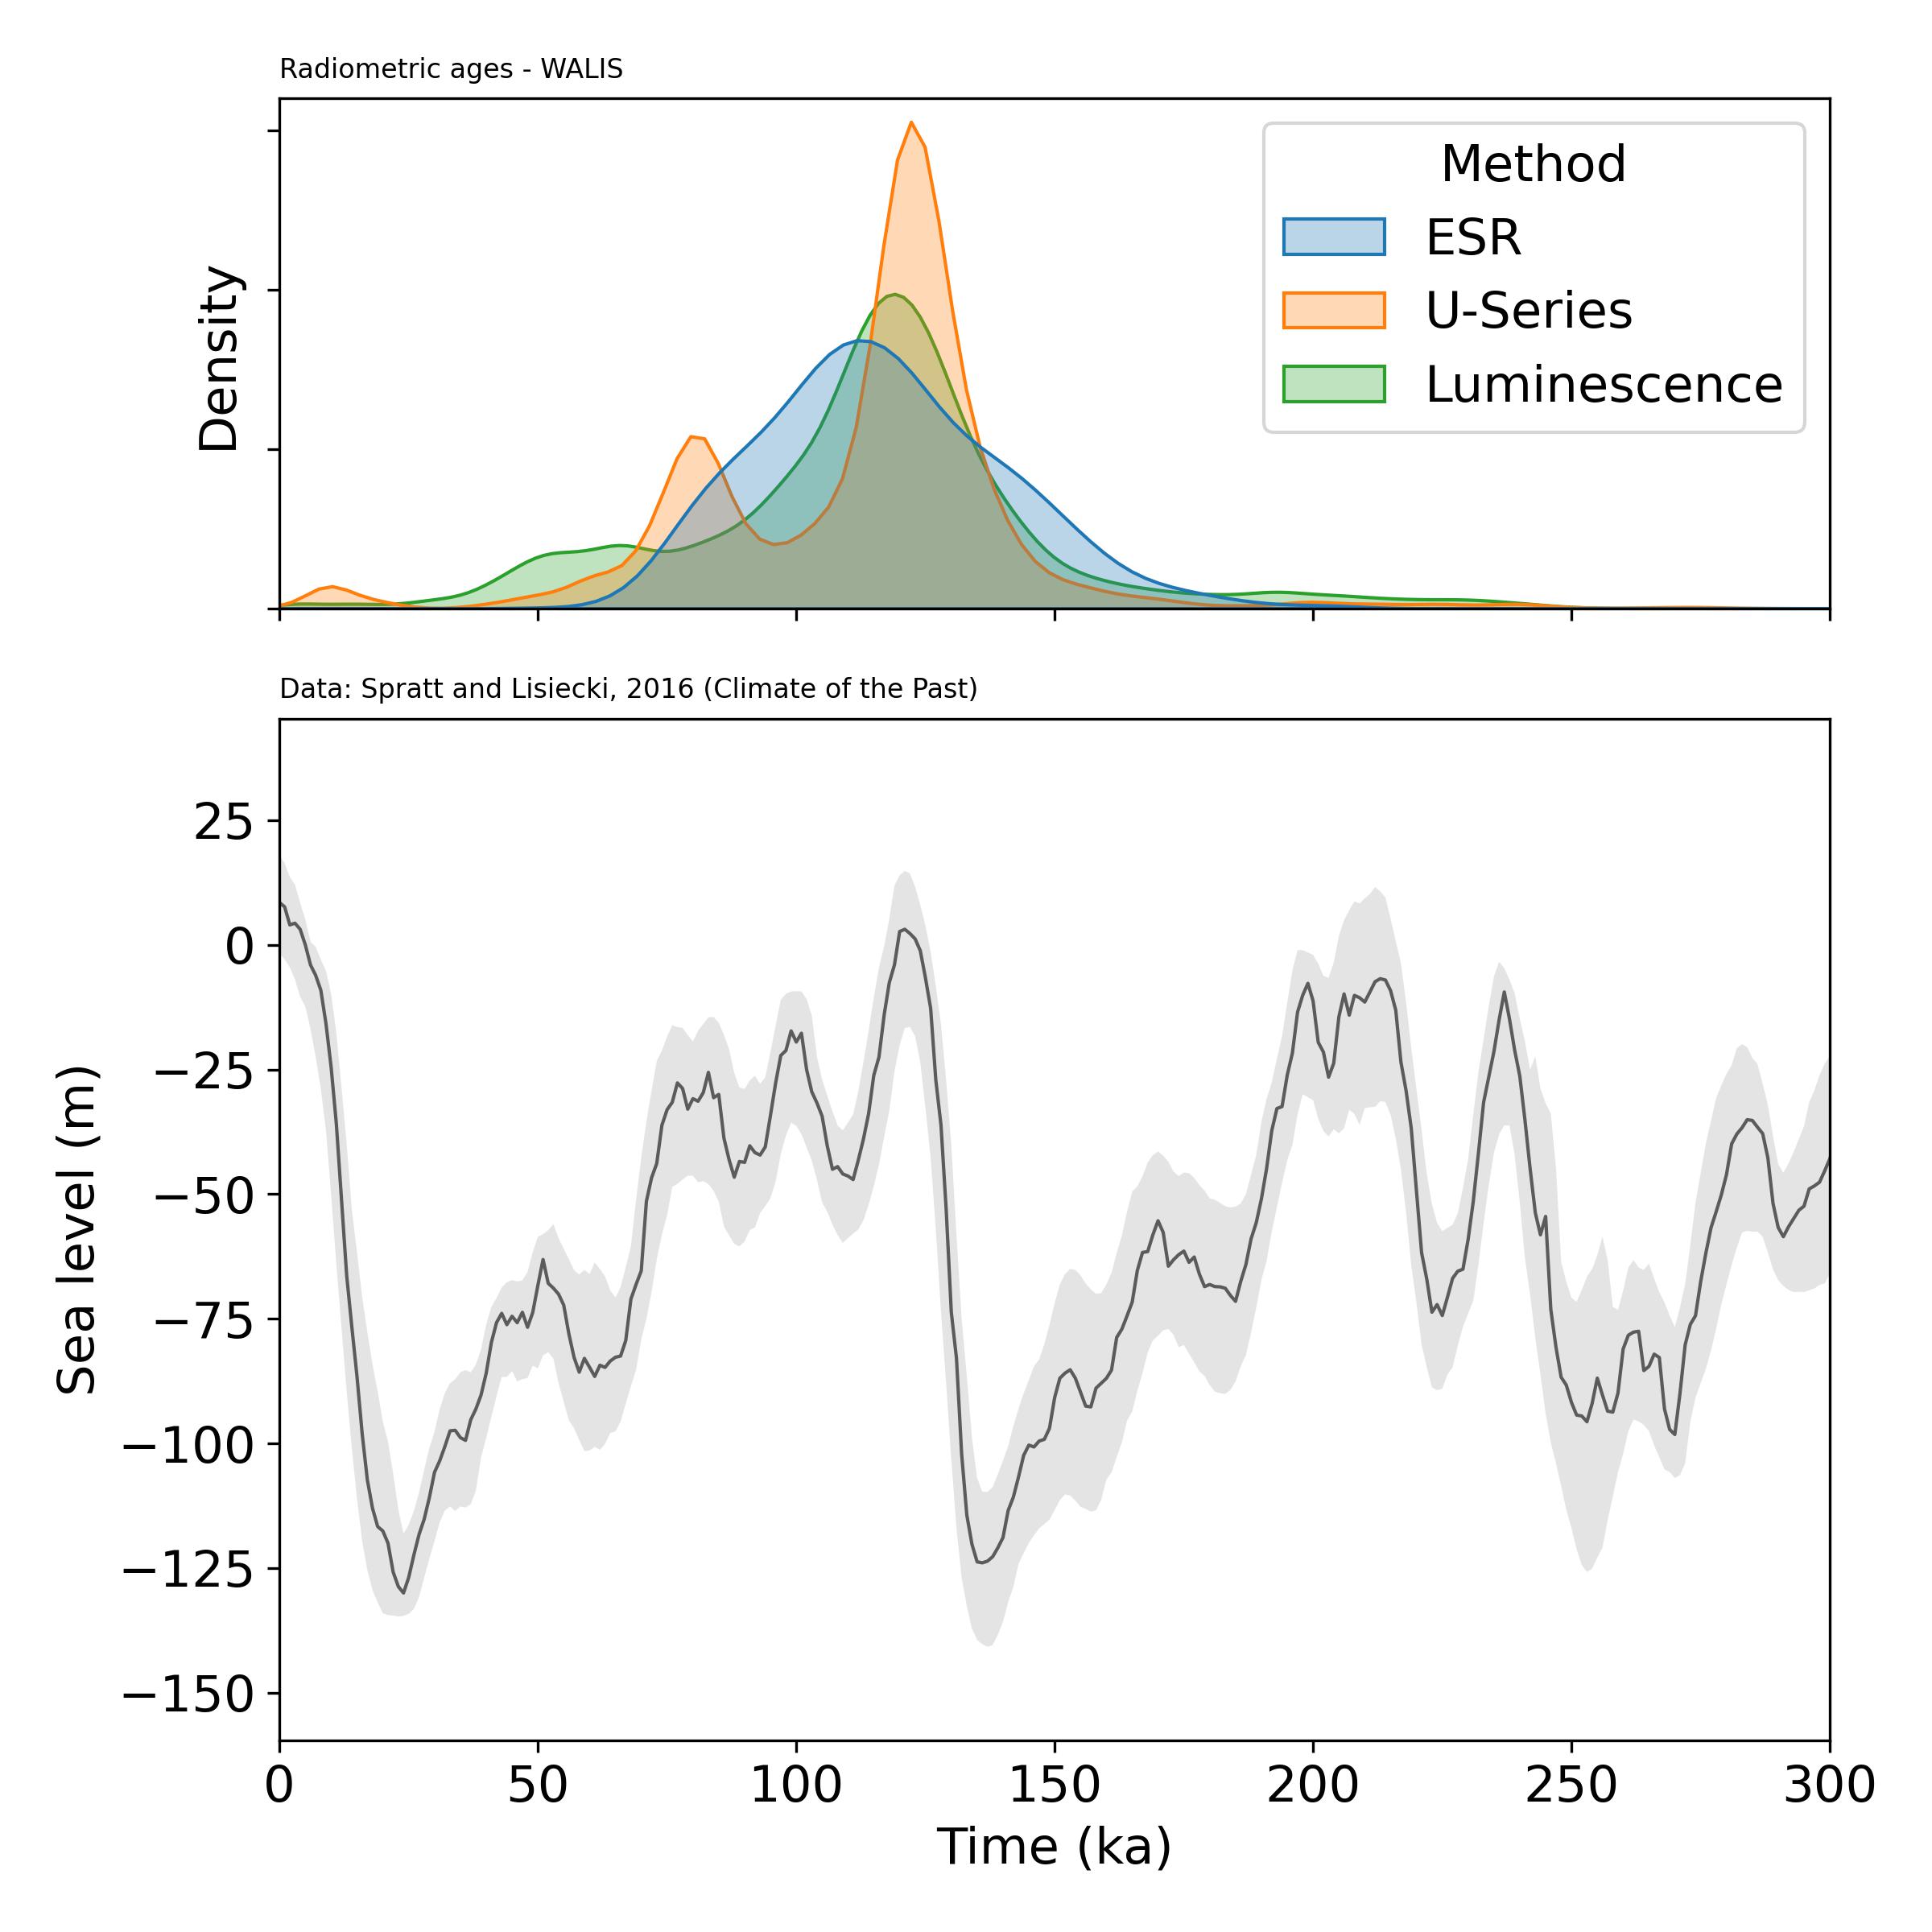 Radiometric ages - WALIS
Density
Method
ESR
U-Series
Luminescence
Data: Spratt and Lisiecki, 2016 (Climate of the Past)
Sea level (m)
25
0
−25
−50
−75
−100
−125
−150
0 50 100 150 200 250 300
Time (ka)